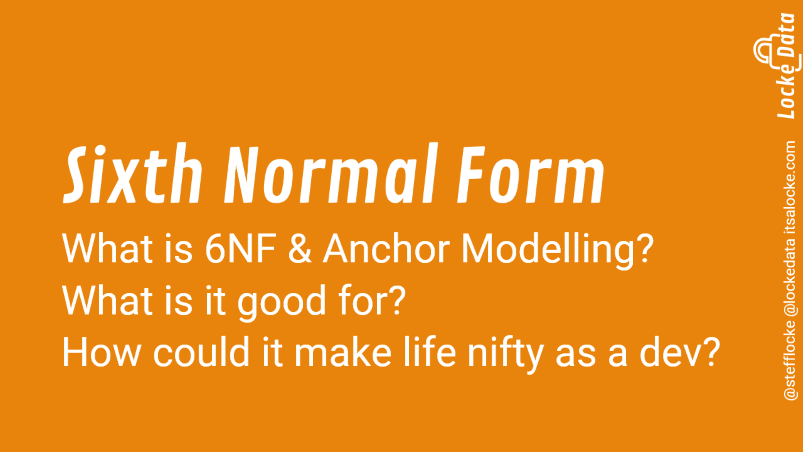 Sixth Normal Form
What is 6NF & Anchor Modelling?
What is it good for?
How could it make life nifty as a dev?
Locke Data
@stefflocke @lockedata itsalocke.com